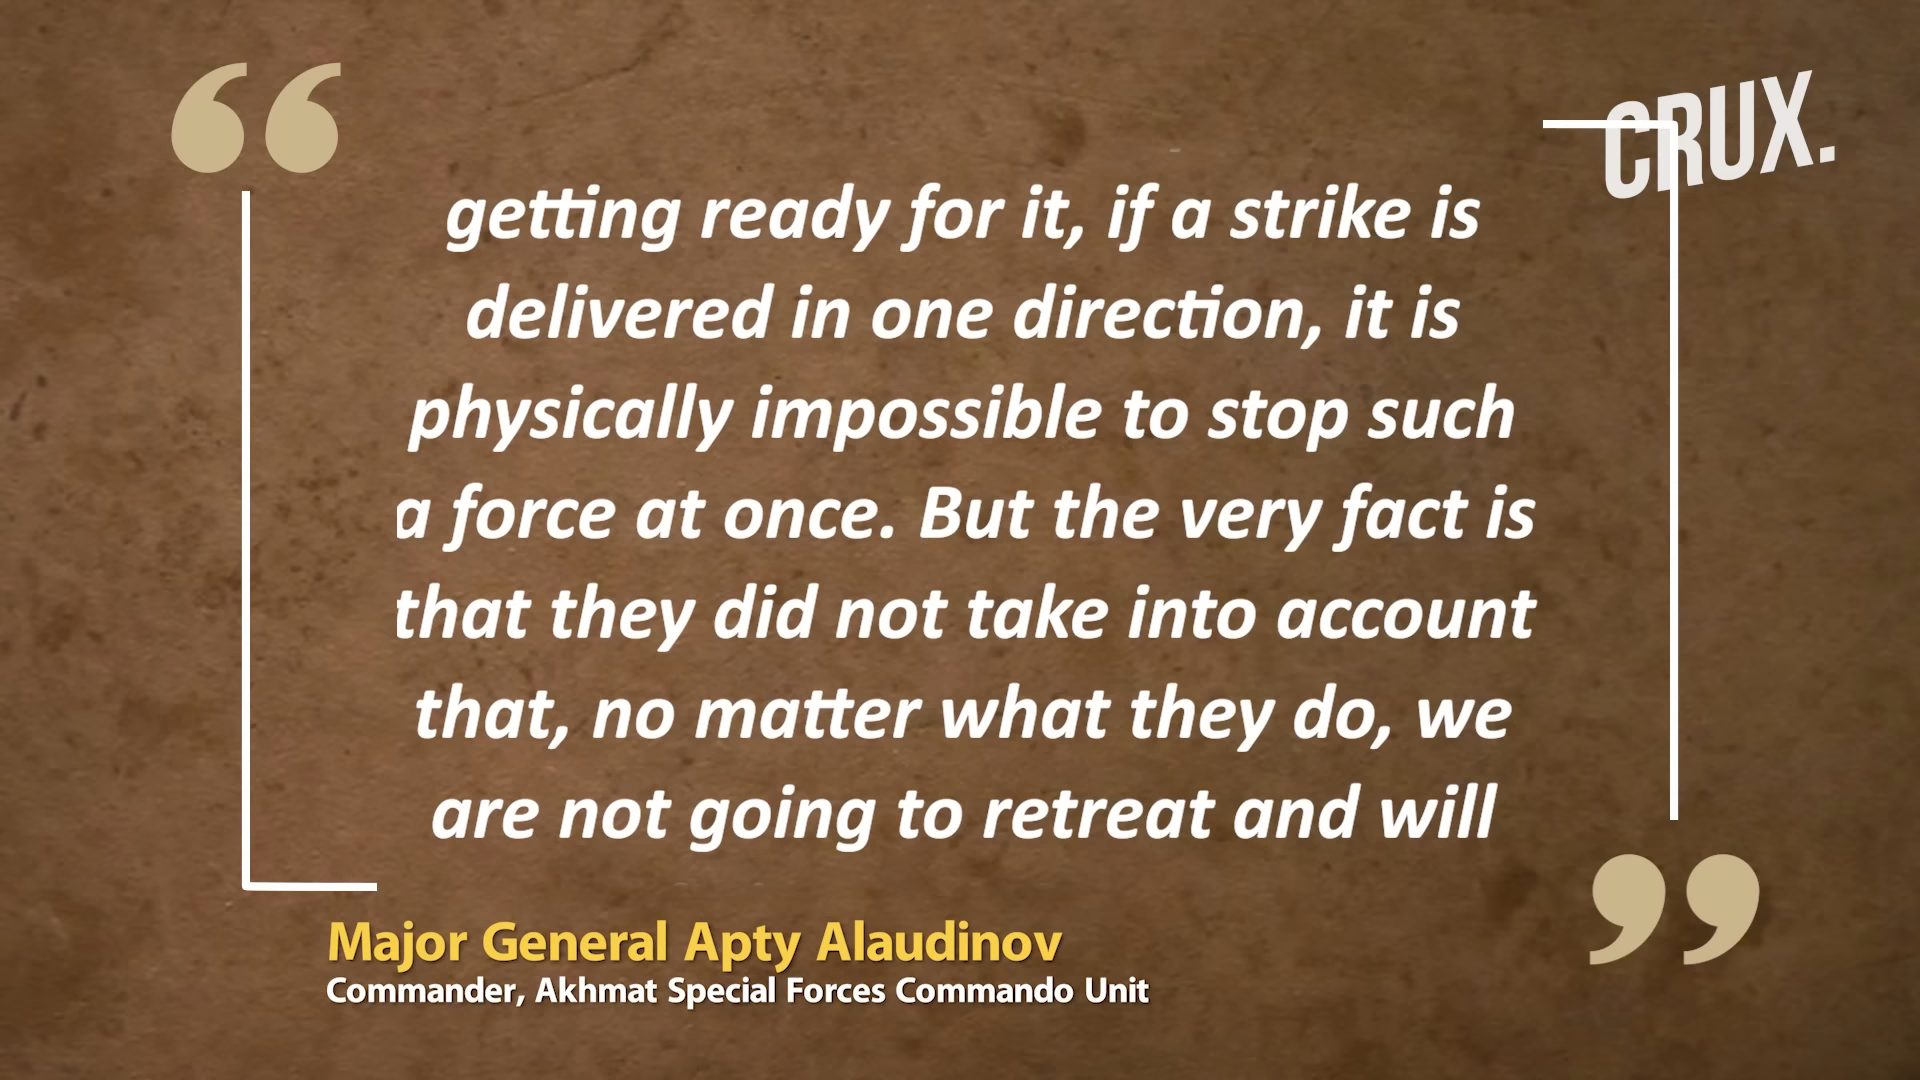 “
CRUX.
getting ready for it, if a strike is
delivered in one direction, it is
physically impossible to stop such
a force at once. But the very fact is
that they did not take into account
that, no matter what they do, we
are not going to retreat and will
”
Major General Apty Alaudinov
Commander, Akhmat Special Forces Commando Unit